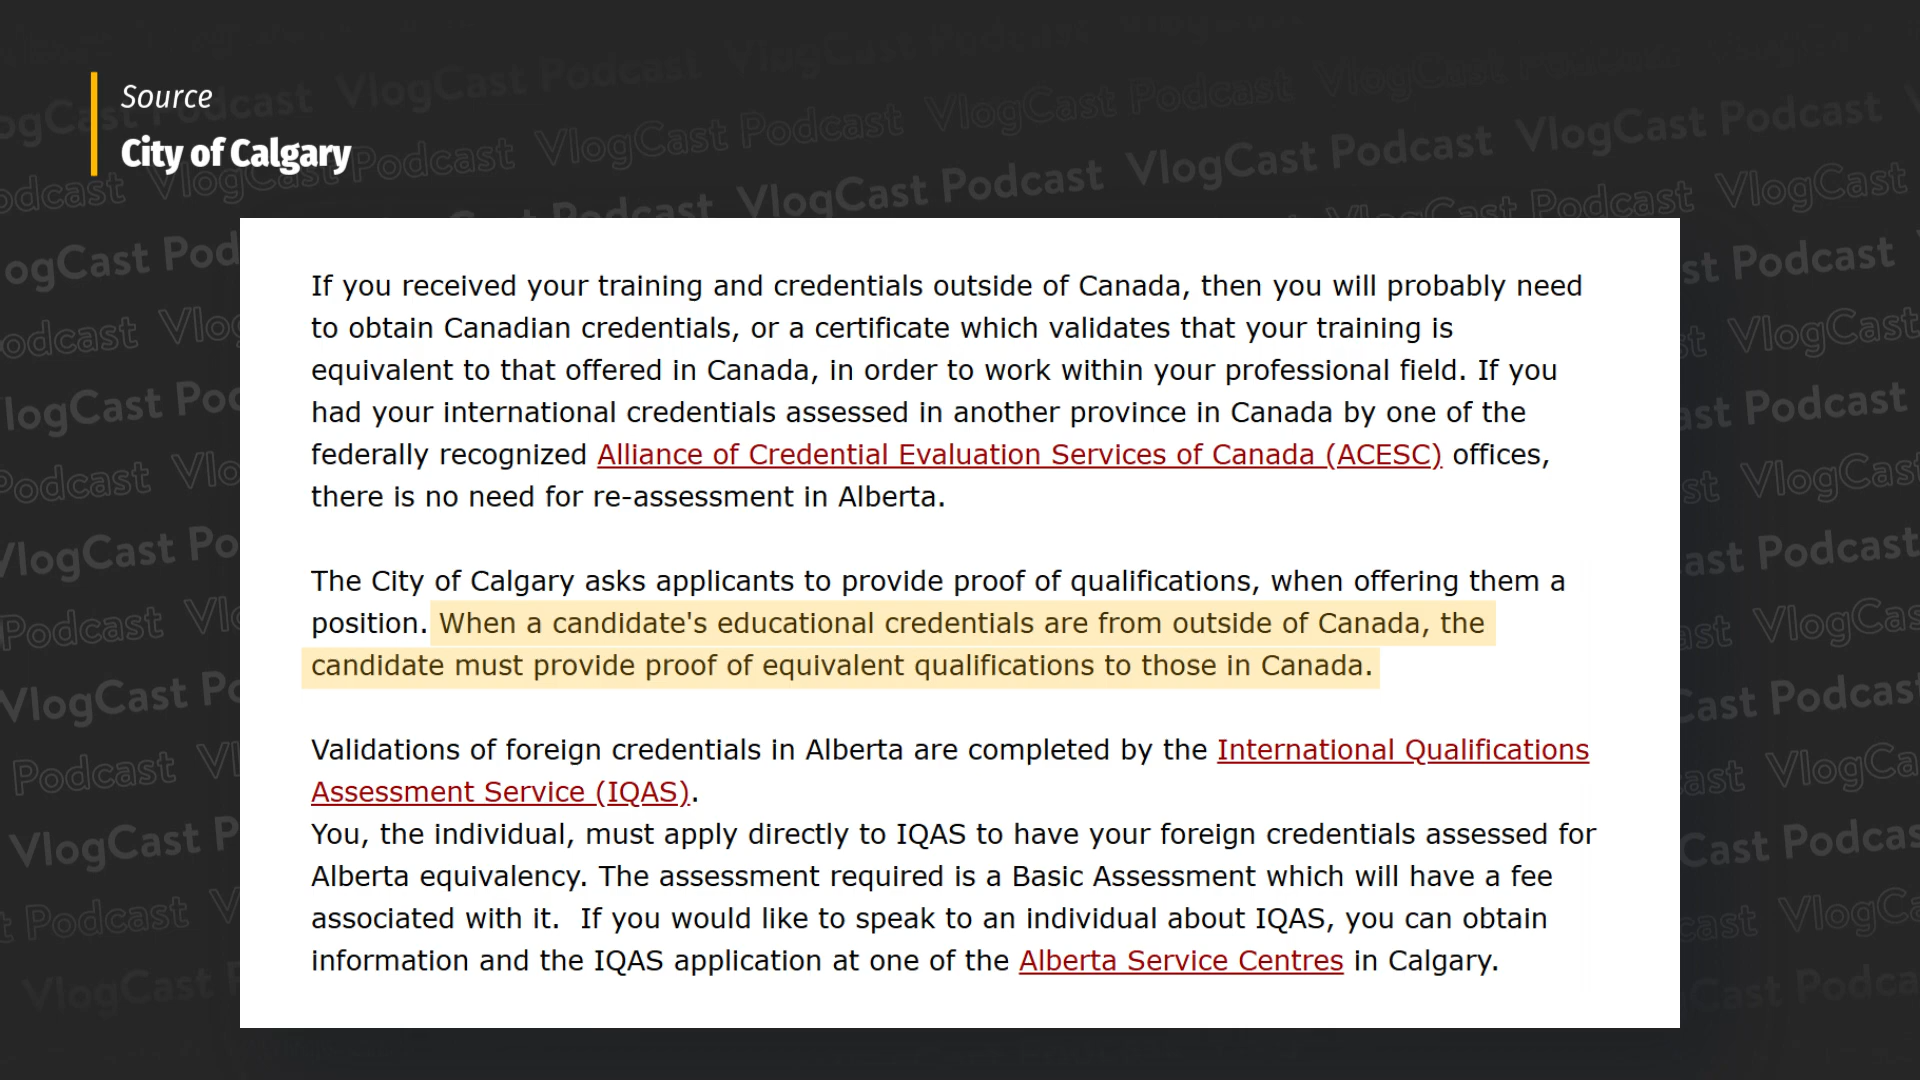 Source
City of Calgary
If you received your training and credentials outside of Canada, then you will probably need
to obtain Canadian credentials, or a certificate which validates that your training is
equivalent to that offered in Canada, in order to work within your professional field. If you
had your international credentials assessed in another province in Canada by one of the
federally recognized Alliance of Credential Evaluation Services of Canada (ACESC) offices,
there is no need for re-assessment in Alberta.
The City of Calgary asks applicants to provide proof of qualifications, when offering them a
position. When a candidate's educational credentials are from outside of Canada, the
candidate must provide proof of equivalent qualifications to those in Canada.
Validations of foreign credentials in Alberta are completed by the International Qualifications
Assessment Service (IQAS).
You, the individual, must apply directly to IQAS to have your foreign credentials assessed for
Alberta equivalency. The assessment required is a Basic Assessment which will have a fee
associated with it.  If you would like to speak to an individual about IQAS, you can obtain
information and the IQAS application at one of the Alberta Service Centres in Calgary.